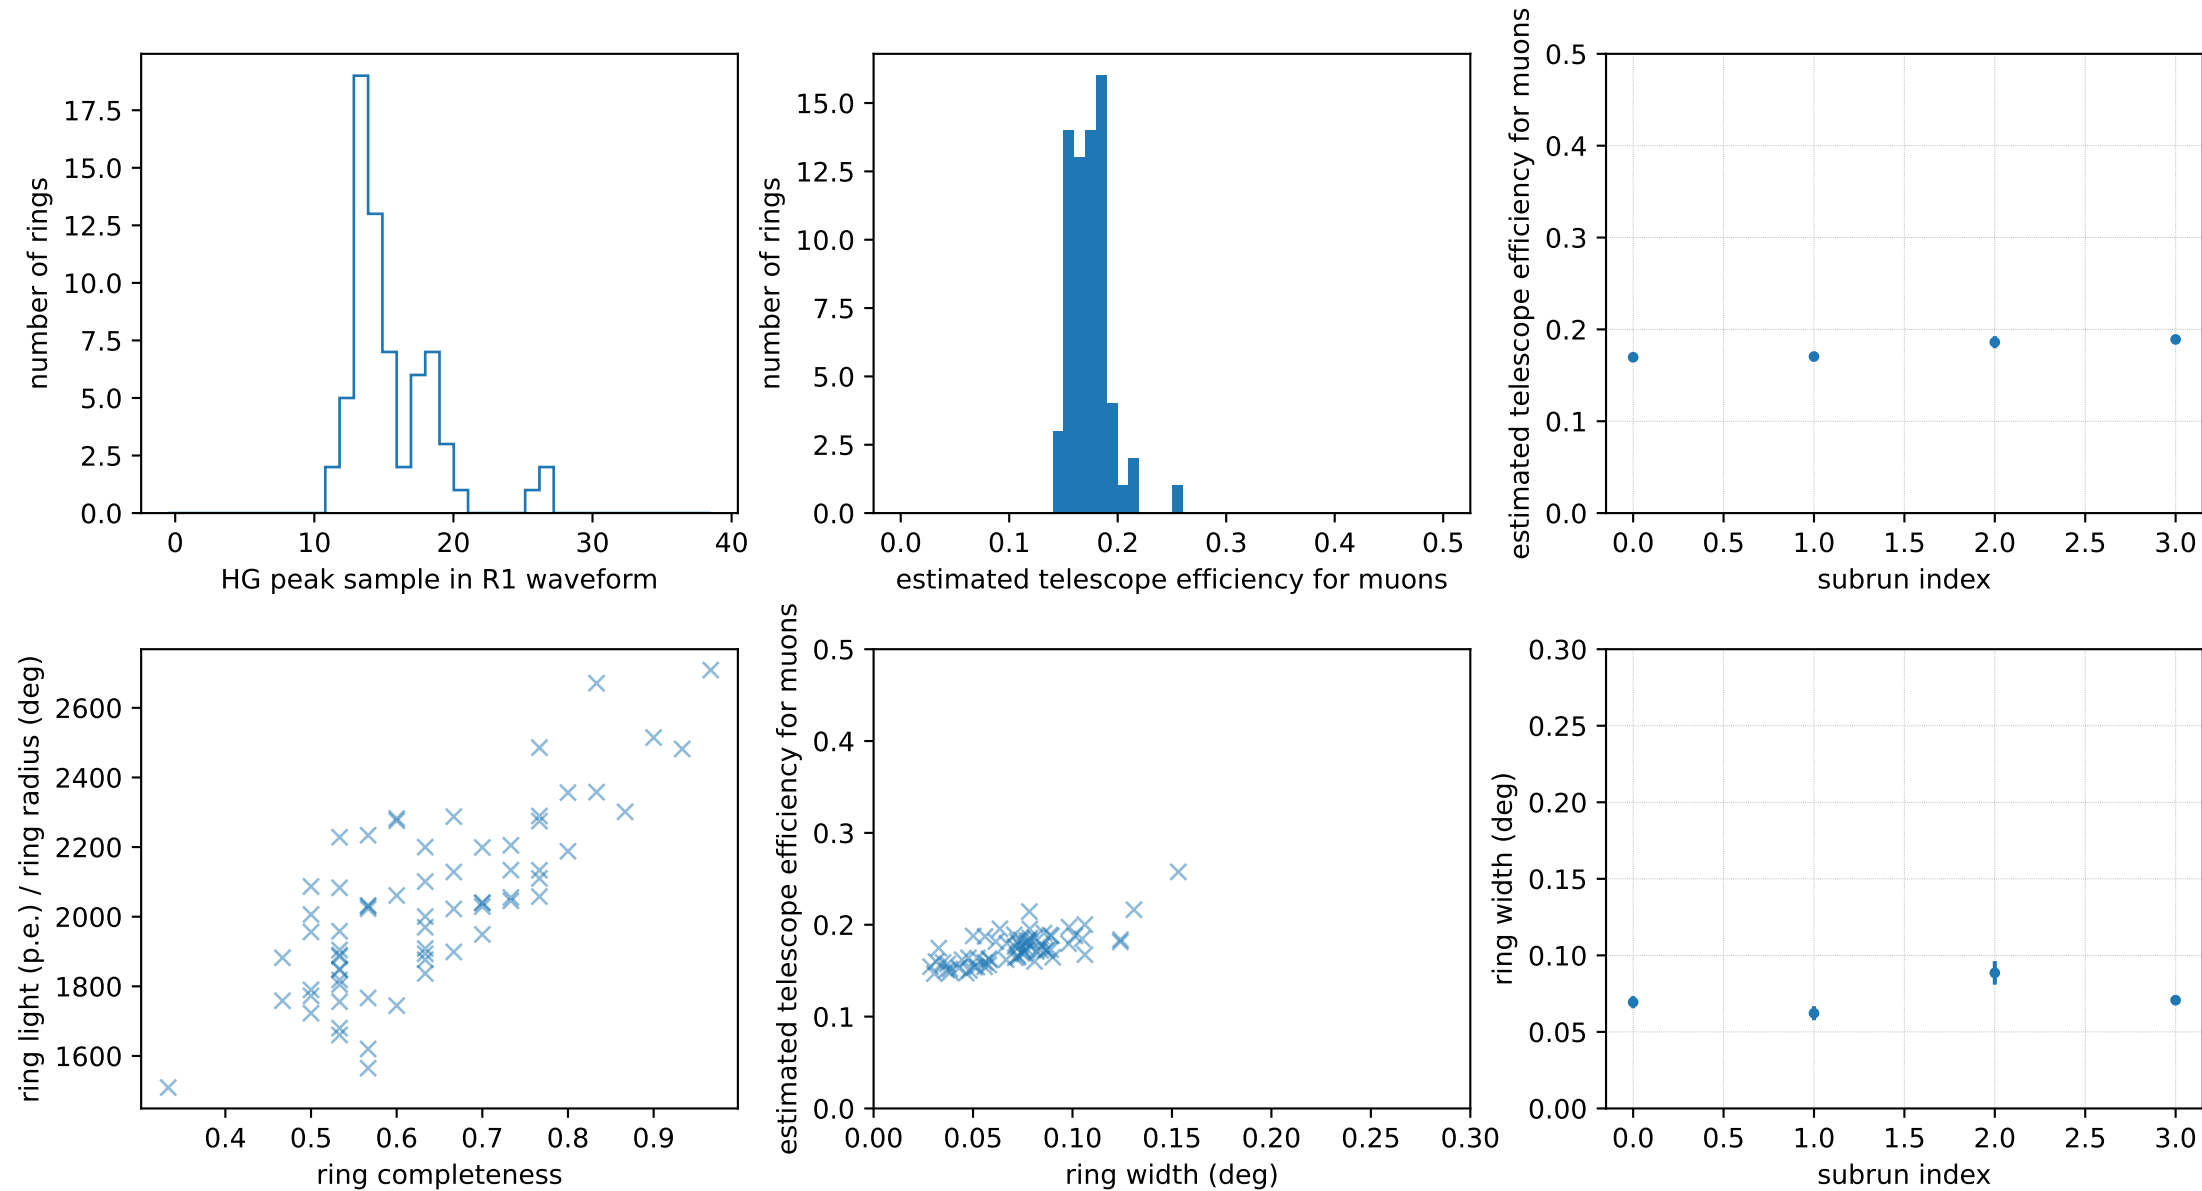 17.5
15.0
12.5
10.0
7.5
5.0
2.5
0.0
number of rings
0 10 20 30 40
HG peak sample in R1 waveform
15.0
12.5
10.0
7.5
5.0
2.5
0.0
number of rings
0.0 0.1 0.2 0.3 0.4 0.5
estimated telescope efficiency for muons
0.5
0.4
0.3
0.2
0.1
0.0
estimated telescope efficiency for muons
0.0 0.5 1.0 1.5 2.0 2.5 3.0
subrun index
2600
2400
2200
2000
1800
1600
ring light (p.e.) / ring radius (deg)
0.4 0.5 0.6 0.7 0.8 0.9
ring completeness
0.5
0.4
0.3
0.2
0.1
0.0
estimated telescope efficiency for muons
0.00 0.05 0.10 0.15 0.20 0.25 0.30
ring width (deg)
0.30
0.25
0.20
0.15
0.10
0.05
0.00
ring width (deg)
0.0 0.5 1.0 1.5 2.0 2.5 3.0
subrun index